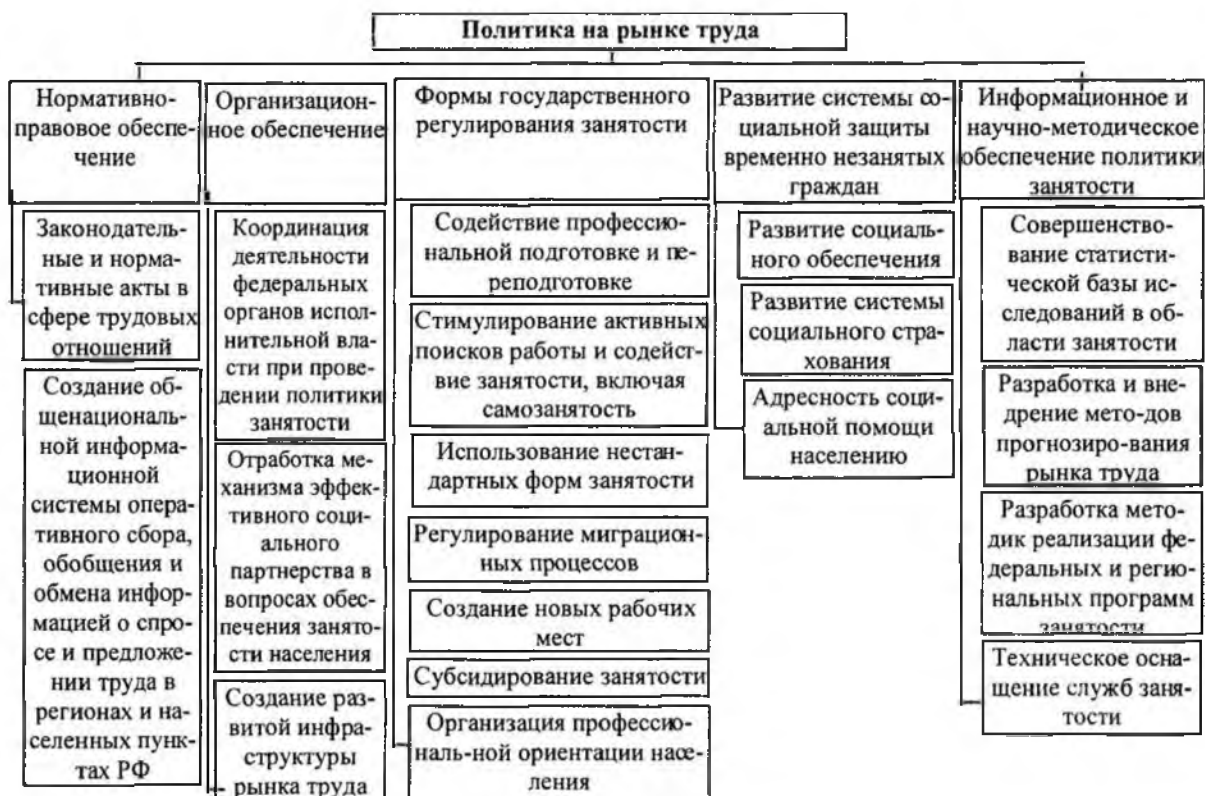 Политика на рынке труда
Нормативно-
правовое обеспе-
чение
Законодатель-
ные и норма-
тивные акты в
сфере трудовых
отношений
Создание об-
щенациональ-
ной информа-
ционной
системы опера-
тивного сбора,
обобщения и
обмена инфор-
мацией о спро-
се и предложе-
нии труда в
регионах и на-
селенных пунк-
тах РФ
Организацион-
ное обеспечение
Координация
деятельности
федеральных
органов испол-
нительной вла-
сти при прове-
дении политики
занятости
Отработка ме-
ханизма эффек-
тивного соци-
ального
партнерства в
вопросах обес-
печения занято-
сти населения
Создание раз-
витой инфра-
структуры
рынка труда
Формы государственного
регулирования занятости
Содействие профессио-
нальной подготовке и пе-
реподготовке
Стимулирование активных
поисков работы и содейст-
вие занятости, включая
самозанятость
Использование нестан-
дартных форм занятости
Регулирование миграцион-
ных процессов
Создание новых рабочих
мест
Субсидирование занятости
Организация профессио-
наль-ной ориентации насе-
ления
Развитие системы со-
циальной защиты
временно незанятых
граждан
Развитие социаль-
ного обеспечения
Развитие системы
социального стра-
хования
Адресность соци-
альной помощи
населению
Информационное и
научно-методическое
обеспечение политики
занятости
Совершенство-
вание статисти-
ческой базы ис-
следований в об-
ласти занятости
Разработка и вне-
дрение мето-дов
прогнозиро-вания
рынка труда
Разработка мето-
дик реализации фе-
деральных и регио-
нальных программ
занятости
Техническое осна-
щение служб заня-
тости